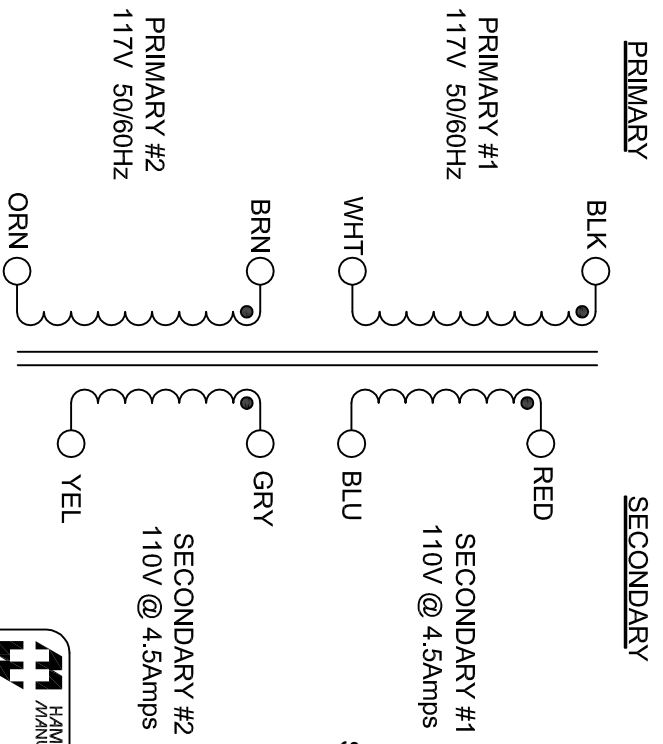 PRIMARY
SECONDARY
BLK
PRIMARY #1
117V 50/60Hz
WHT
RED
SECONDARY #1
110V @ 4.5Amps
BLU
BRN
PRIMARY #2
117V 50/60Hz
ORN
GRY
SECONDARY #2
110V @ 4.5Amps
YEL